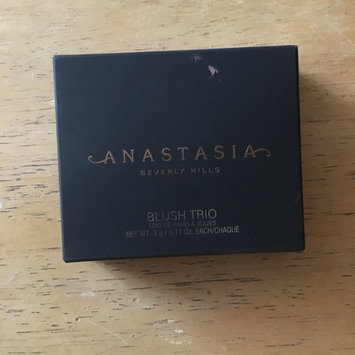 ANASTASIA
BEVERLY HILLS
BLUSH TRIO
TRIO DE FARD A JOUES
NET WT. 3 g / 0.11 Oz. EACH/CHAQUE